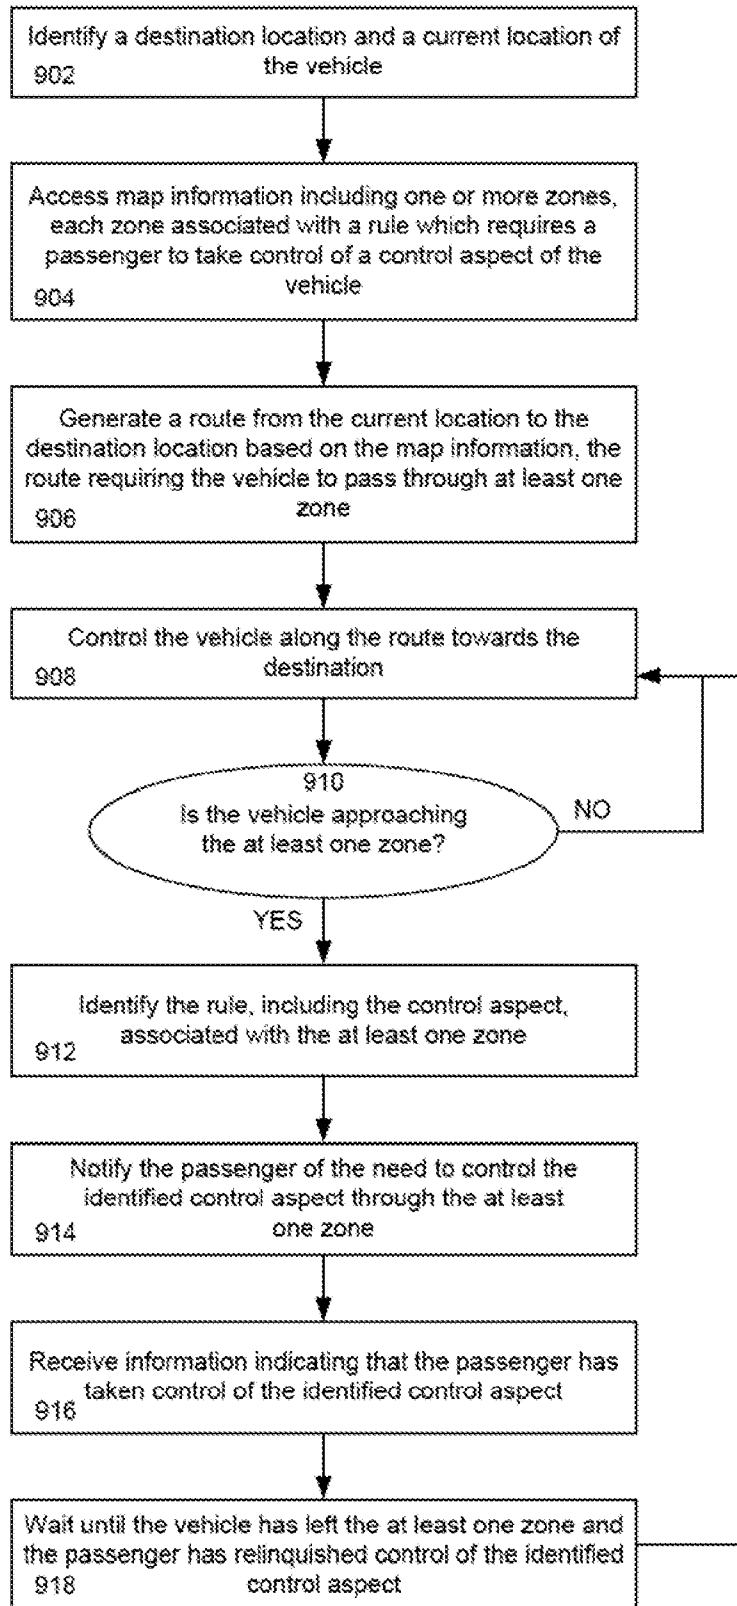 Identify a destination location and a current location of
the vehicle
902
Access map information including one or more zones,
each zone associated with a rule which requires a
passenger to take control of a control aspect of the
vehicle
904
Generate a route from the current location to the
destination location based on the map information, the
route requiring the vehicle to pass through at least one
zone
906
Control the vehicle along the route towards the
destination
908
910
Is the vehicle approaching
the at least one zone?
NO
YES
Identify the rule, including the control aspect,
associated with the at least one zone
912
Notify the passenger of the need to control the
identified control aspect through the at least
one zone
914
Receive information indicating that the passenger has
taken control of the identified control aspect
916
Wait until the vehicle has left the at least one zone and
the passenger has relinquished control of the identified
control aspect
918